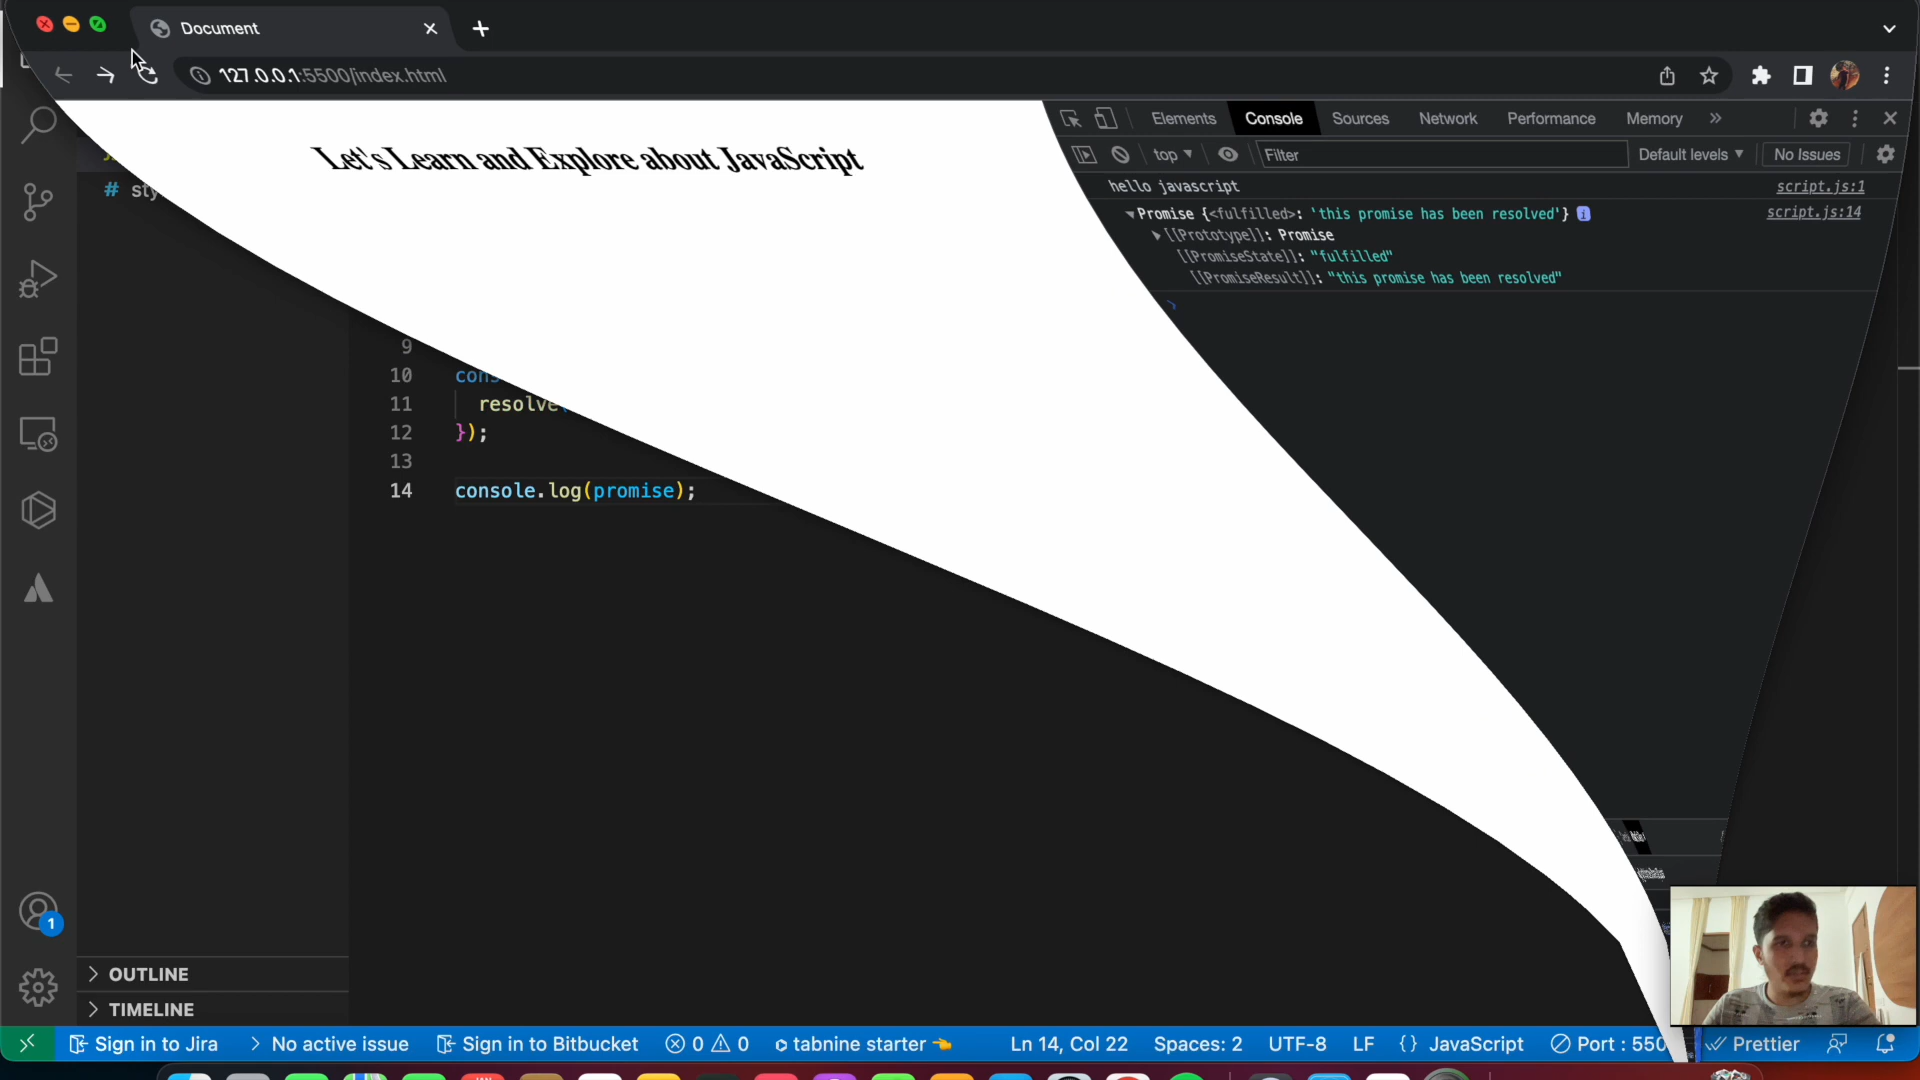 Document
127.0.0.1:5500/index.html
Elements Console Sources Network Performance Memory
top Filter Default levels No Issues
Let's Learn and Explore about JavaScript
hello javascript script.js:1
Promise {<fulfilled>: 'this promise has been resolved'} script.js:14
[[Prototype]]: Promise
[[PromiseState]]: "fulfilled"
[[PromiseResult]]: "this promise has been resolved"
# sty
9
10 cons
11 resolve(
12 });
13
14 console.log(promise);
1
OUTLINE
TIMELINE
Sign in to Jira No active issue Sign in to Bitbucket 0 0 tabnine starter Ln 14, Col 22 Spaces: 2 UTF-8 LF {} JavaScript Port : 550 Prettier